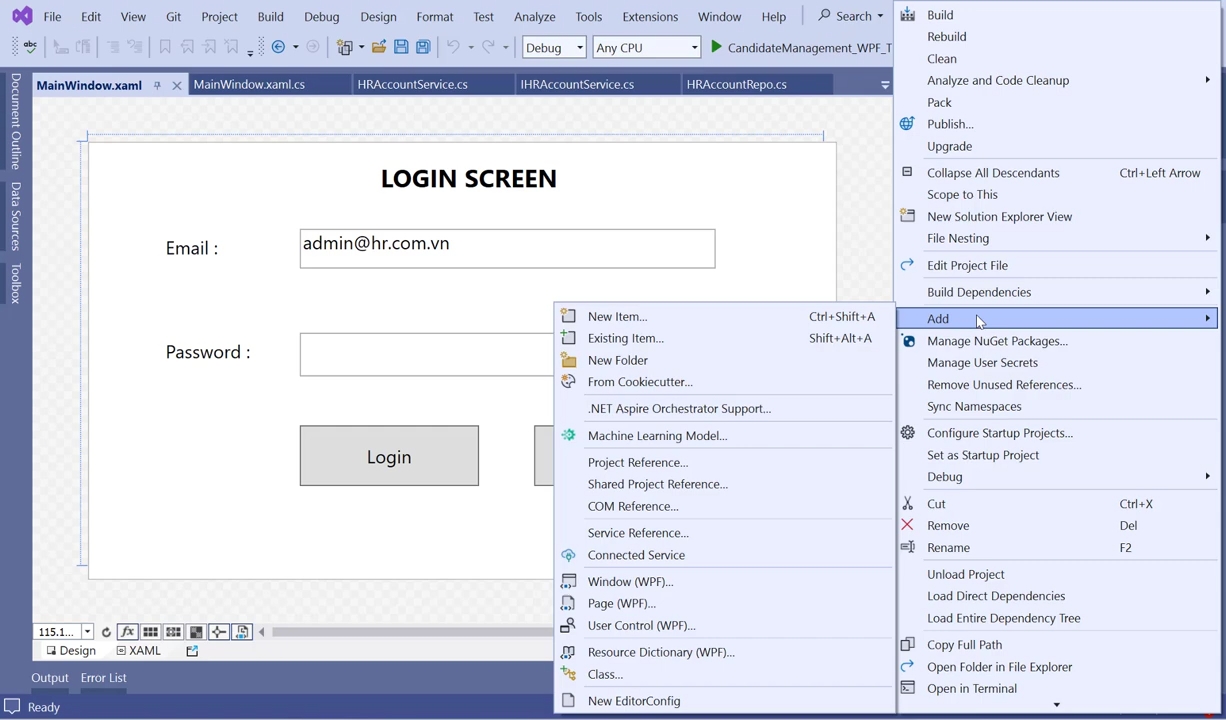 File Edit View Git Project Build Debug Design Format Test Analyze Tools Extensions Window Help Search
abc Debug Any CPU CandidateManagement_WPF_T
MainWindow.xaml MainWindow.xaml.cs HRAccountService.cs IHRAccountService.cs HRAccountRepo.cs
Document Outline
Data Sources
Toolbox
LOGIN SCREEN
Email : admin@hr.com.vn
Password :
Login
115.1... fx
Design XAML
Output Error List
Ready
New Item... Ctrl+Shift+A
Existing Item... Shift+Alt+A
New Folder
From Cookiecutter...
.NET Aspire Orchestrator Support...
Machine Learning Model...
Project Reference...
Shared Project Reference...
COM Reference...
Service Reference...
Connected Service
Window (WPF)...
Page (WPF)...
User Control (WPF)...
Resource Dictionary (WPF)...
Class...
New EditorConfig
Build
Rebuild
Clean
Analyze and Code Cleanup
Pack
Publish...
Upgrade
Collapse All Descendants Ctrl+Left Arrow
Scope to This
New Solution Explorer View
File Nesting
Edit Project File
Build Dependencies
Add
Manage NuGet Packages...
Manage User Secrets
Remove Unused References...
Sync Namespaces
Configure Startup Projects...
Set as Startup Project
Debug
Cut Ctrl+X
Remove Del
Rename F2
Unload Project
Load Direct Dependencies
Load Entire Dependency Tree
Copy Full Path
Open Folder in File Explorer
Open in Terminal